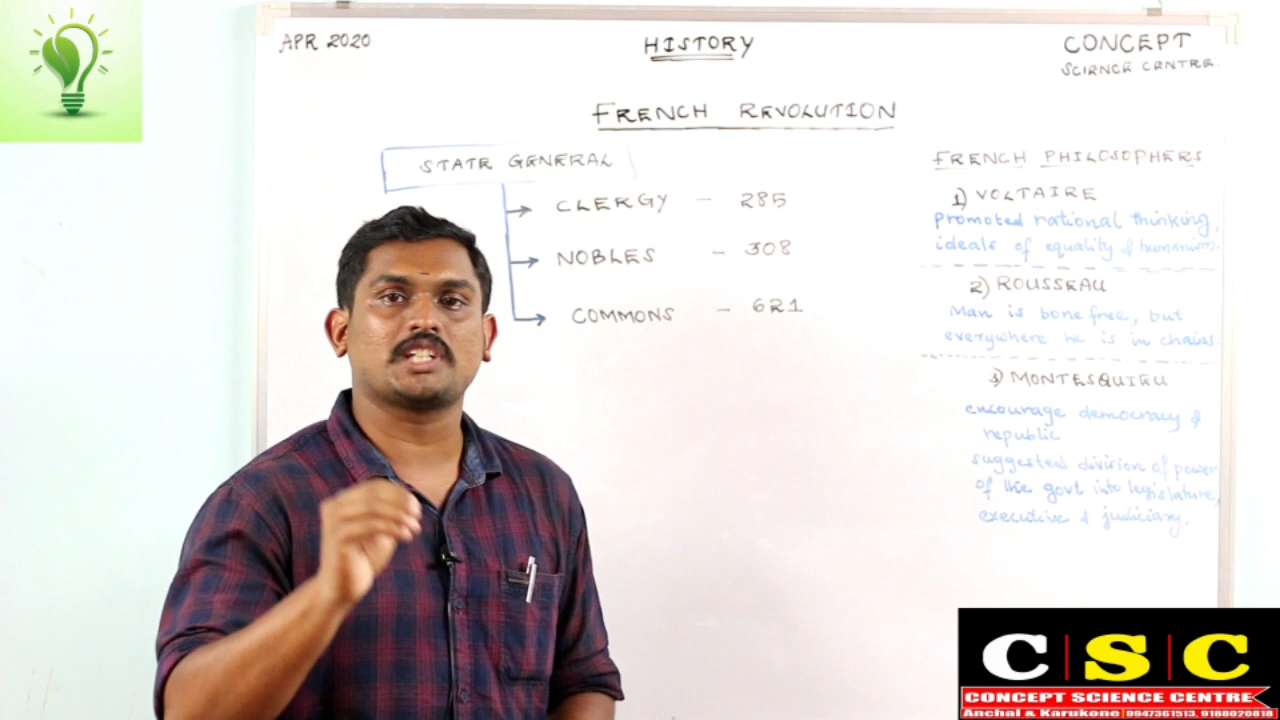 APR 2020
HISTORY
CONCEPT
SCIENCE CENTRE.
FRENCH REVOLUTION
STATE GENERAL
CLERGY - 285
NOBLES - 308
COMMONS - 621
FRENCH PHILOSOPHERS
1) VOLTAIRE
promoted rational thinking,
ideals of equality & humanism.
2) ROUSSEAU
Man is bone free, but
everywhere he is in chains.
3) MONTESQUIEU
encourage democracy &
republic
suggested division of power
of the govt into legislature,
executive & judiciary.
C S C
CONCEPT SCIENCE CENTRE
Anchal & Karukone 9947361513, 9188020818